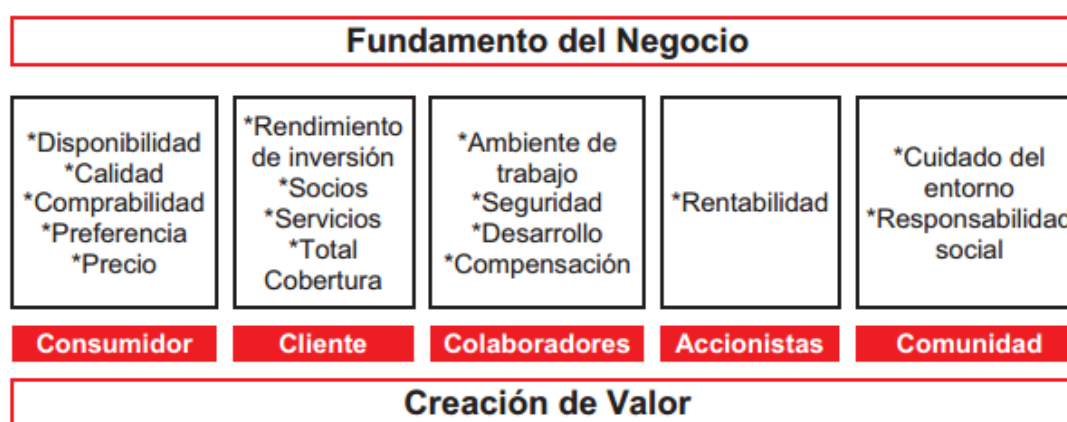 Fundamento del Negocio
*Disponibilidad
*Calidad
*Comprabilidad
*Preferencia
*Precio
*Rendimiento
de inversión
*Socios
*Servicios
*Total
Cobertura
*Ambiente de
trabajo
*Seguridad
*Desarrollo
*Compensación
*Rentabilidad
*Cuidado del
entorno
*Responsabilidad
social
Consumidor
Cliente
Colaboradores
Accionistas
Comunidad
Creación de Valor